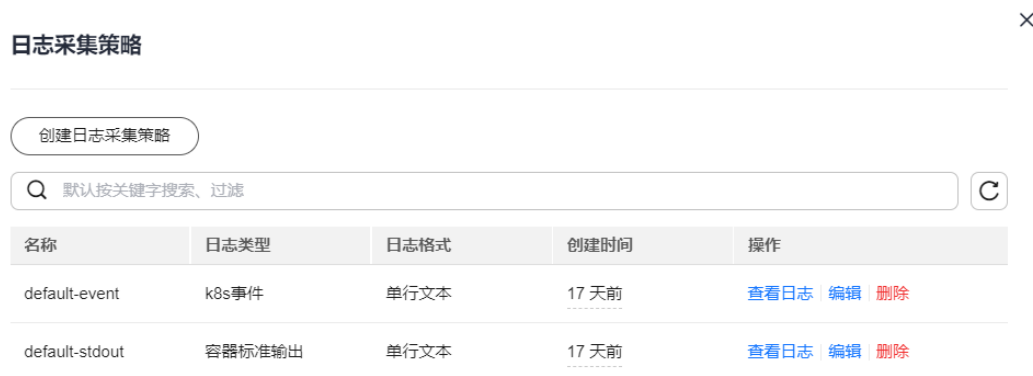 日志采集策略
创建日志采集策略
默认按关键字搜索、过滤
名称 日志类型 日志格式 创建时间 操作
default-event k8s事件 单行文本 17 天前 查看日志 编辑 删除
default-stdout 容器标准输出 单行文本 17 天前 查看日志 编辑 删除